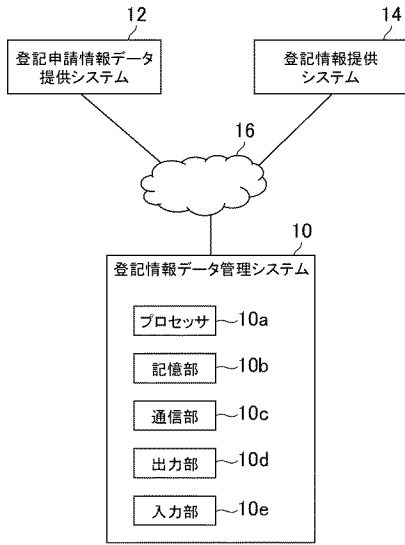 12
登記申請情報データ
提供システム
14
登記情報提供
システム
16
10
登記情報データ管理システム
プロセッサ 10a
記憶部 10b
通信部 10c
出力部 10d
入力部 10e